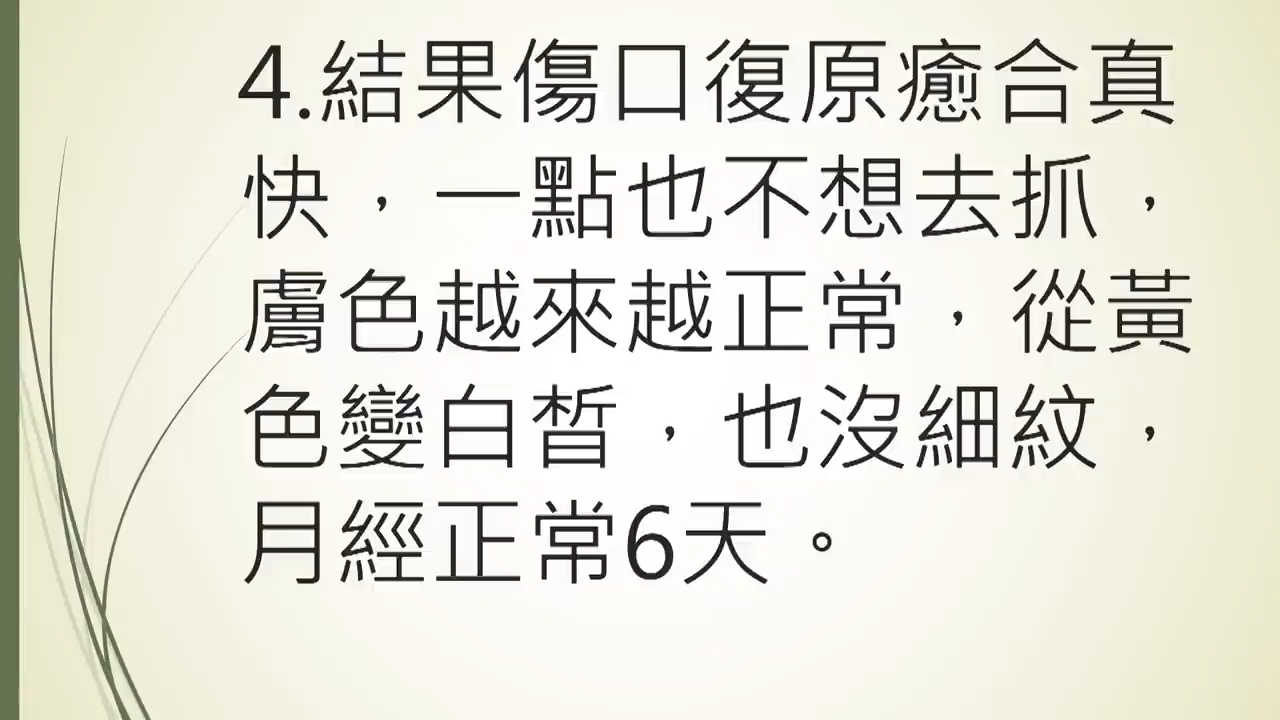 4.結果傷口復原癒合真
快，一點也不想去抓，
膚色越來越正常，從黃
色變白皙，也沒細紋，
月經正常6天。